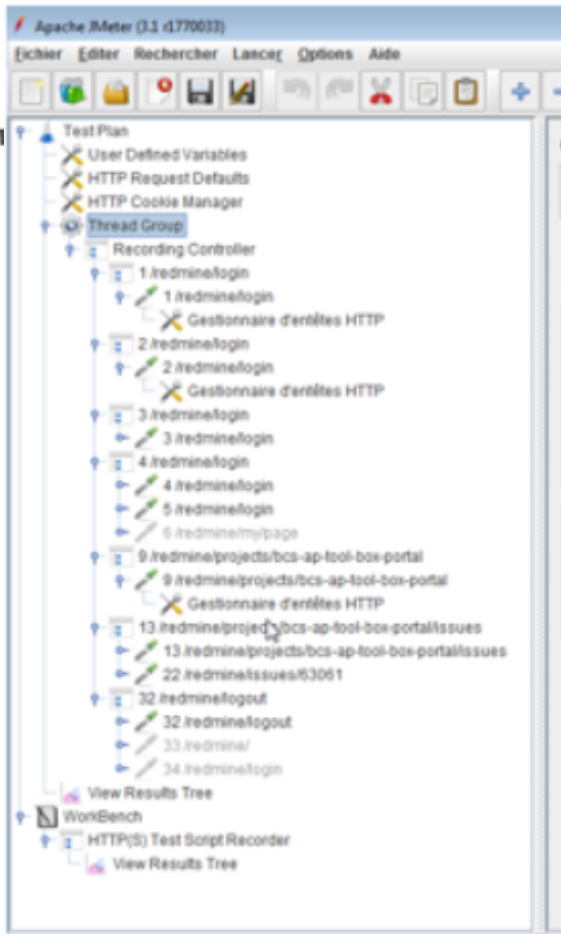 Apache JMeter (3.1 r1770033)
Fichier Editer Rechercher Lancer Options Aide
Test Plan
User Defined Variables
HTTP Request Defaults
HTTP Cookie Manager
Thread Group
Recording Controller
1 /redmine/login
1 /redmine/login
Gestionnaire d'entêtes HTTP
2 /redmine/login
2 /redmine/login
Gestionnaire d'entêtes HTTP
3 /redmine/login
3 /redmine/login
4 /redmine/login
4 /redmine/login
5 /redmine/login
6 /redmine/my/page
9 /redmine/projects/bcs-ap-tool-box-portal
9 /redmine/projects/bcs-ap-tool-box-portal
Gestionnaire d'entêtes HTTP
13 /redmine/projects/bcs-ap-tool-box-portal/issues
13 /redmine/projects/bcs-ap-tool-box-portal/issues
22 /redmine/issues/63061
32 /redmine/logout
32 /redmine/logout
33 /redmine/
34 /redmine/login
View Results Tree
WorkBench
HTTP(S) Test Script Recorder
View Results Tree